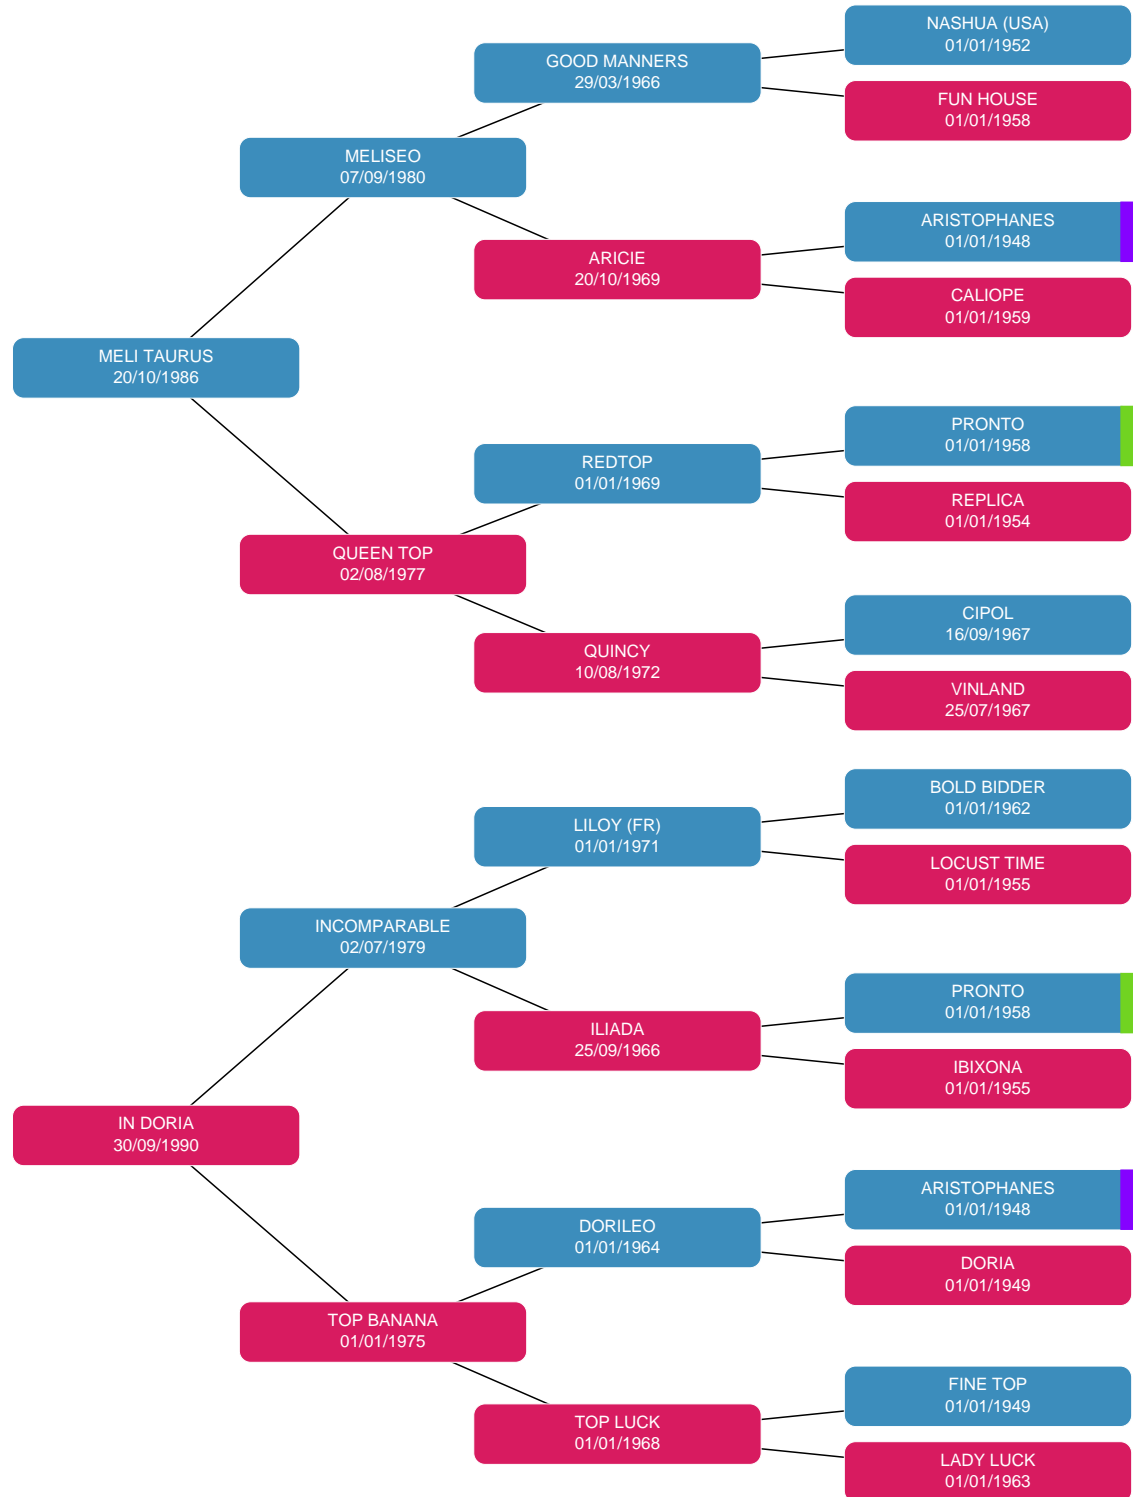 NASHUA (USA)
01/01/1952
GOOD MANNERS
29/03/1966
FUN HOUSE
01/01/1958
MELISEO
07/09/1980
ARISTOPHANES
01/01/1948
ARICIE
20/10/1969
CALIOPE
01/01/1959
MELI TAURUS
20/10/1986
PRONTO
01/01/1958
REDTOP
01/01/1969
REPLICA
01/01/1954
QUEEN TOP
02/08/1977
CIPOL
16/09/1967
QUINCY
10/08/1972
VINLAND
25/07/1967
BOLD BIDDER
01/01/1962
LILOY (FR)
01/01/1971
LOCUST TIME
01/01/1955
INCOMPARABLE
02/07/1979
PRONTO
01/01/1958
ILIADA
25/09/1966
IBIXONA
01/01/1955
IN DORIA
30/09/1990
ARISTOPHANES
01/01/1948
DORILEO
01/01/1964
DORIA
01/01/1949
TOP BANANA
01/01/1975
FINE TOP
01/01/1949
TOP LUCK
01/01/1968
LADY LUCK
01/01/1963